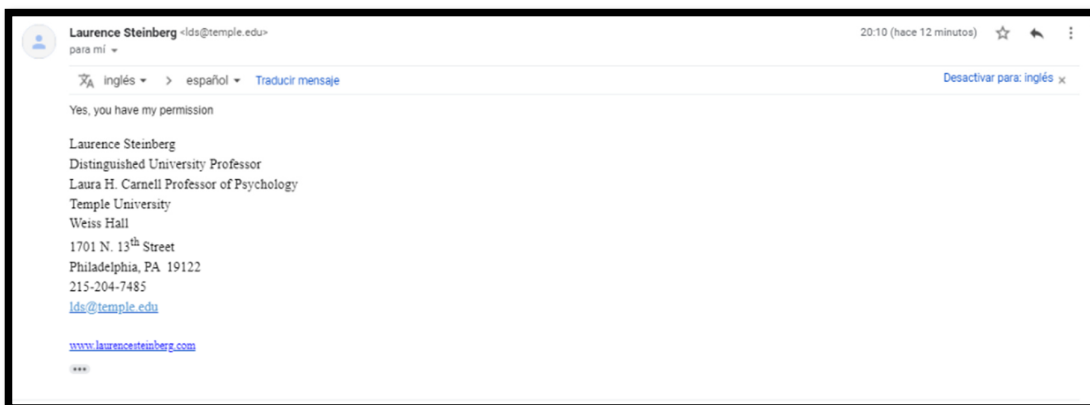 Laurence Steinberg <lds@temple.edu> 20:10 (hace 12 minutos)
para mí
inglés > español Traducir mensaje Desactivar para: inglés x
Yes, you have my permission
Laurence Steinberg
Distinguished University Professor
Laura H. Carnell Professor of Psychology
Temple University
Weiss Hall
1701 N. 13th Street
Philadelphia, PA 19122
215-204-7485
lds@temple.edu
www.laurencesteinberg.com